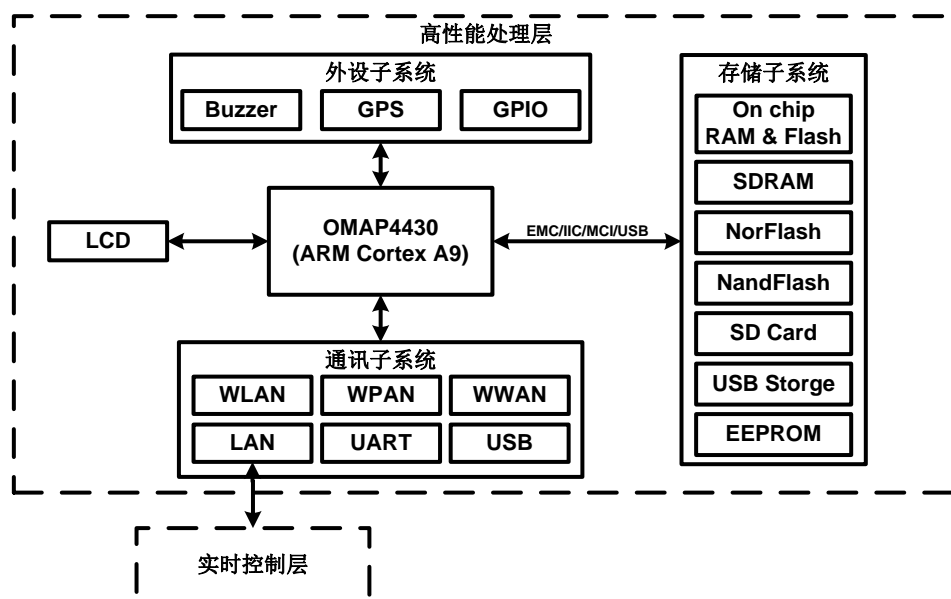 高性能处理层
外设子系统
Buzzer
GPS
GPIO
存储子系统
On chip
RAM & Flash
SDRAM
NorFlash
NandFlash
SD Card
USB Storge
EEPROM
LCD
OMAP4430
(ARM Cortex A9)
EMC/IIC/MCI/USB
通讯子系统
WLAN
WPAN
WWAN
LAN
UART
USB
实时控制层